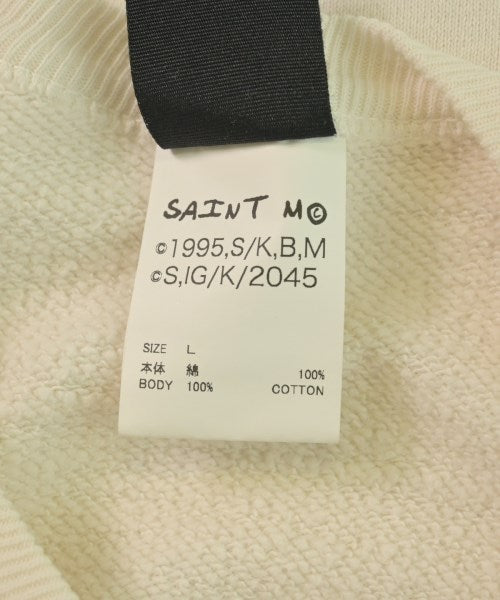 SAINT M©
©1995,S/K,B,M
©S,IG/K/2045
SIZE L
本体 綿 100%
BODY 100% COTTON